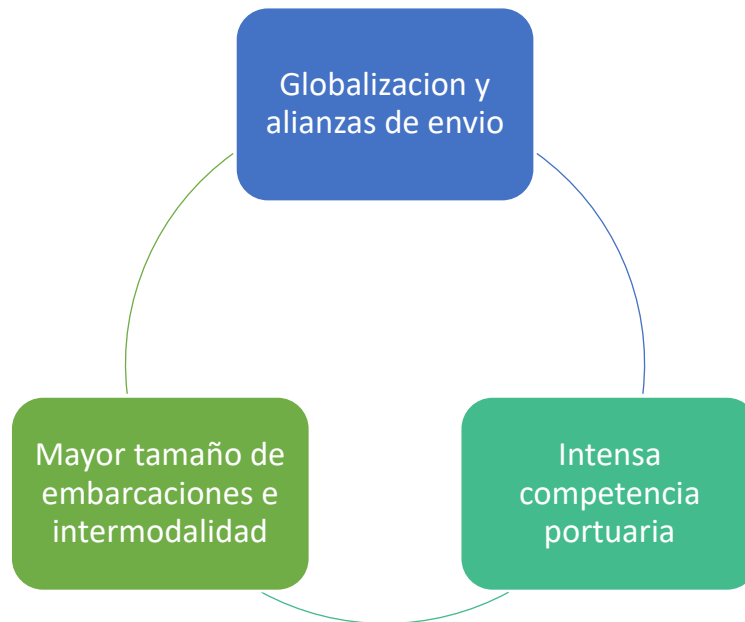 Globalizacion y
alianzas de envio
Mayor tamaño de
embarcaciones e
intermodalidad
Intensa
competencia
portuaria